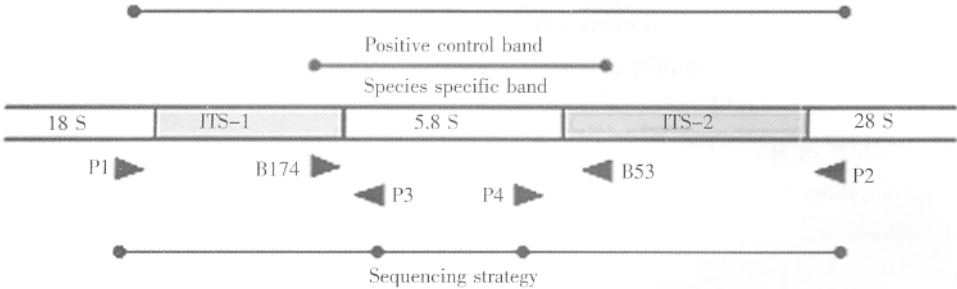 Positive control band
Species specific band
18 S ITS-1 5.8 S ITS-2 28 S
P1 B174 B53 P2
P3 P4
Sequencing strategy